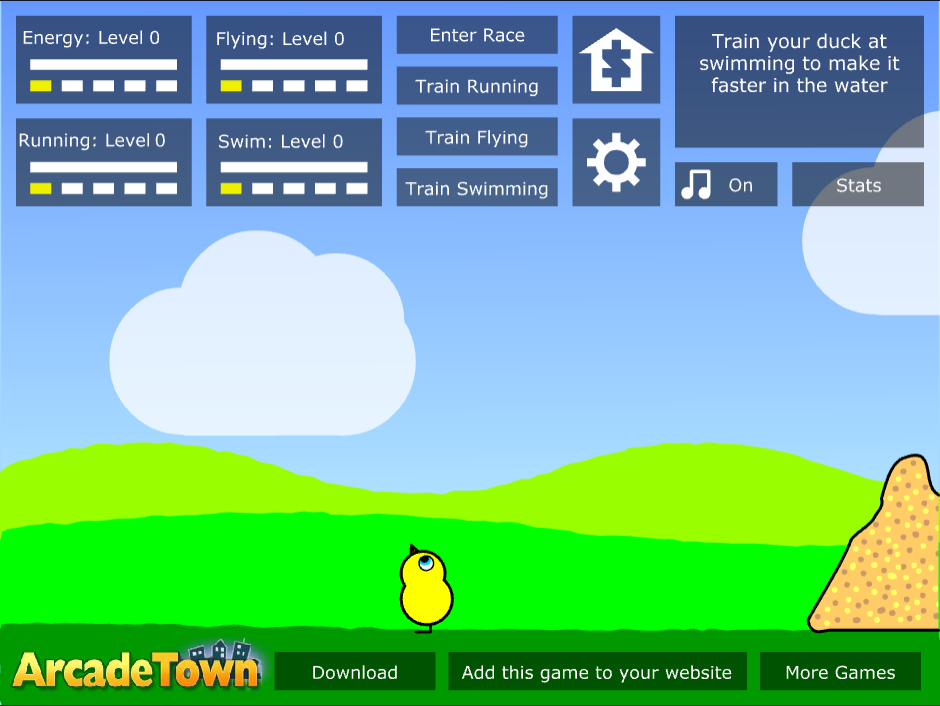 Energy: Level 0
Flying: Level 0
Enter Race
Train your duck at
swimming to make it
faster in the water
Train Running
Running: Level 0
Swim: Level 0
Train Flying
Train Swimming
On
Stats
ArcadeTown
Download
Add this game to your website
More Games